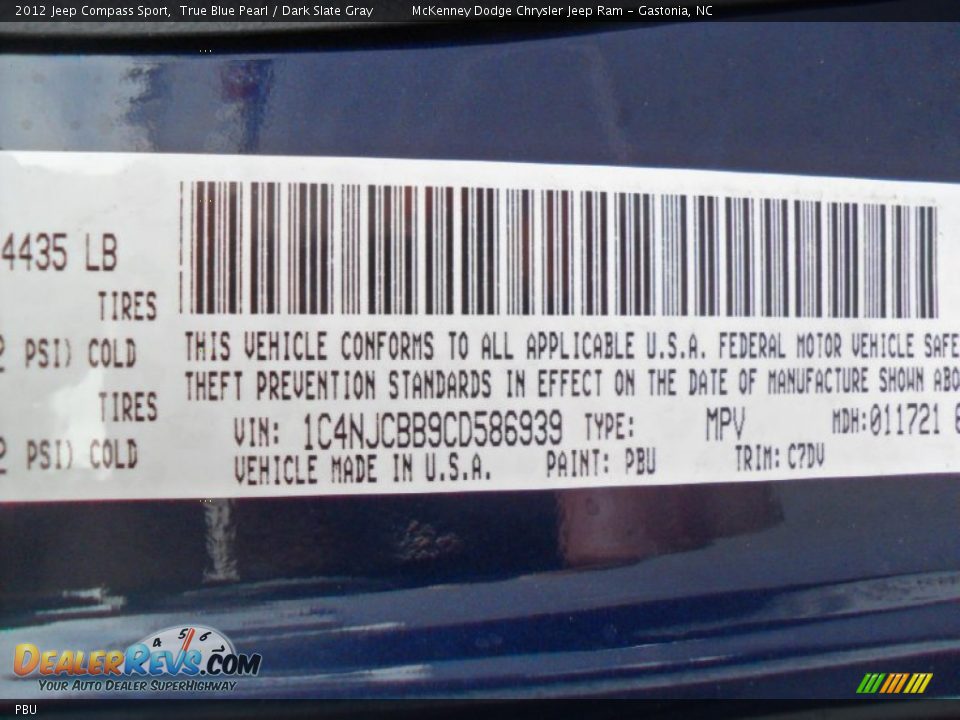 2012 Jeep Compass Sport, True Blue Pearl / Dark Slate Gray McKenney Dodge Chrysler Jeep Ram - Gastonia, NC
4435 LB
TIRES
PSI) COLD
TIRES
PSI) COLD
THIS VEHICLE CONFORMS TO ALL APPLICABLE U.S.A. FEDERAL MOTOR VEHICLE SAFE
THEFT PREVENTION STANDARDS IN EFFECT ON THE DATE OF MANUFACTURE SHOWN ABO
VIN: 1C4NJCBB9CD586939 TYPE: MPV MDH:011721
VEHICLE MADE IN U.S.A. PAINT: PBU TRIM: C7DV
4 5 6
DealerRevs.com
Your Auto Dealer SuperHighway
PBU